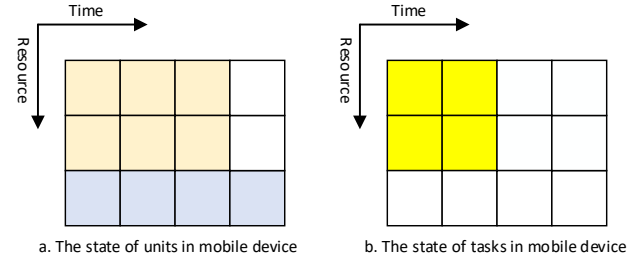 Time
Resource
a. The state of units in mobile device
Time
Resource
b. The state of tasks in mobile device